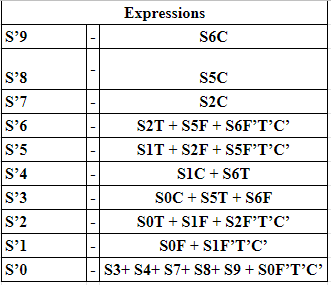 Expressions
S’9 - S6C
S’8 - S5C
S’7 - S2C
S’6 - S2T + S5F + S6F’T’C’
S’5 - S1T + S2F + S5F’T’C’
S’4 - S1C + S6T
S’3 - S0C + S5T + S6F
S’2 - S0T + S1F + S2F’T’C’
S’1 - S0F + S1F’T’C’
S’0 - S3+ S4+ S7+ S8+ S9 + S0F’T’C’